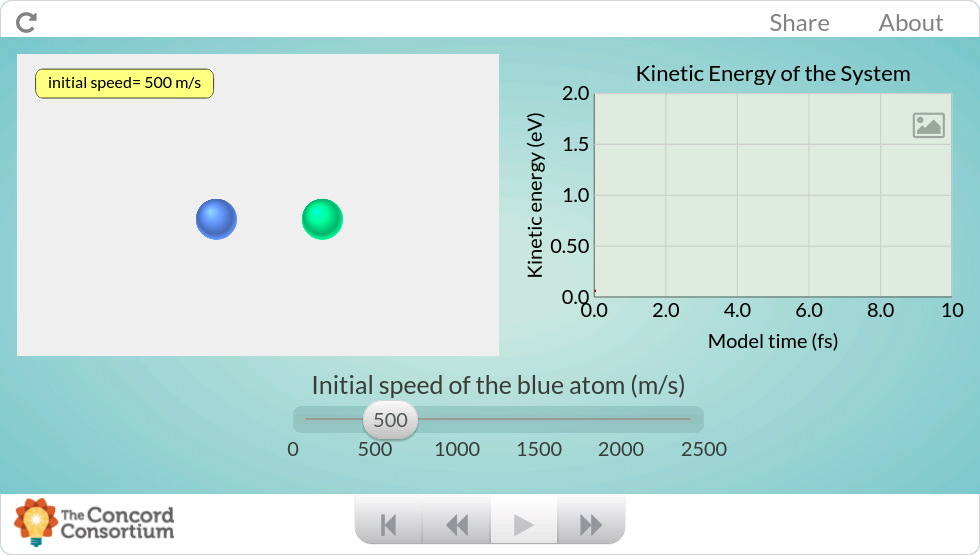 Share About
initial speed= 500 m/s
Kinetic Energy of the System
Kinetic energy (eV)
2.0
1.5
1.0
0.50
0.0
0.0 2.0 4.0 6.0 8.0 10
Model time (fs)
Initial speed of the blue atom (m/s)
500
0 500 1000 1500 2000 2500
The Concord
Consortium